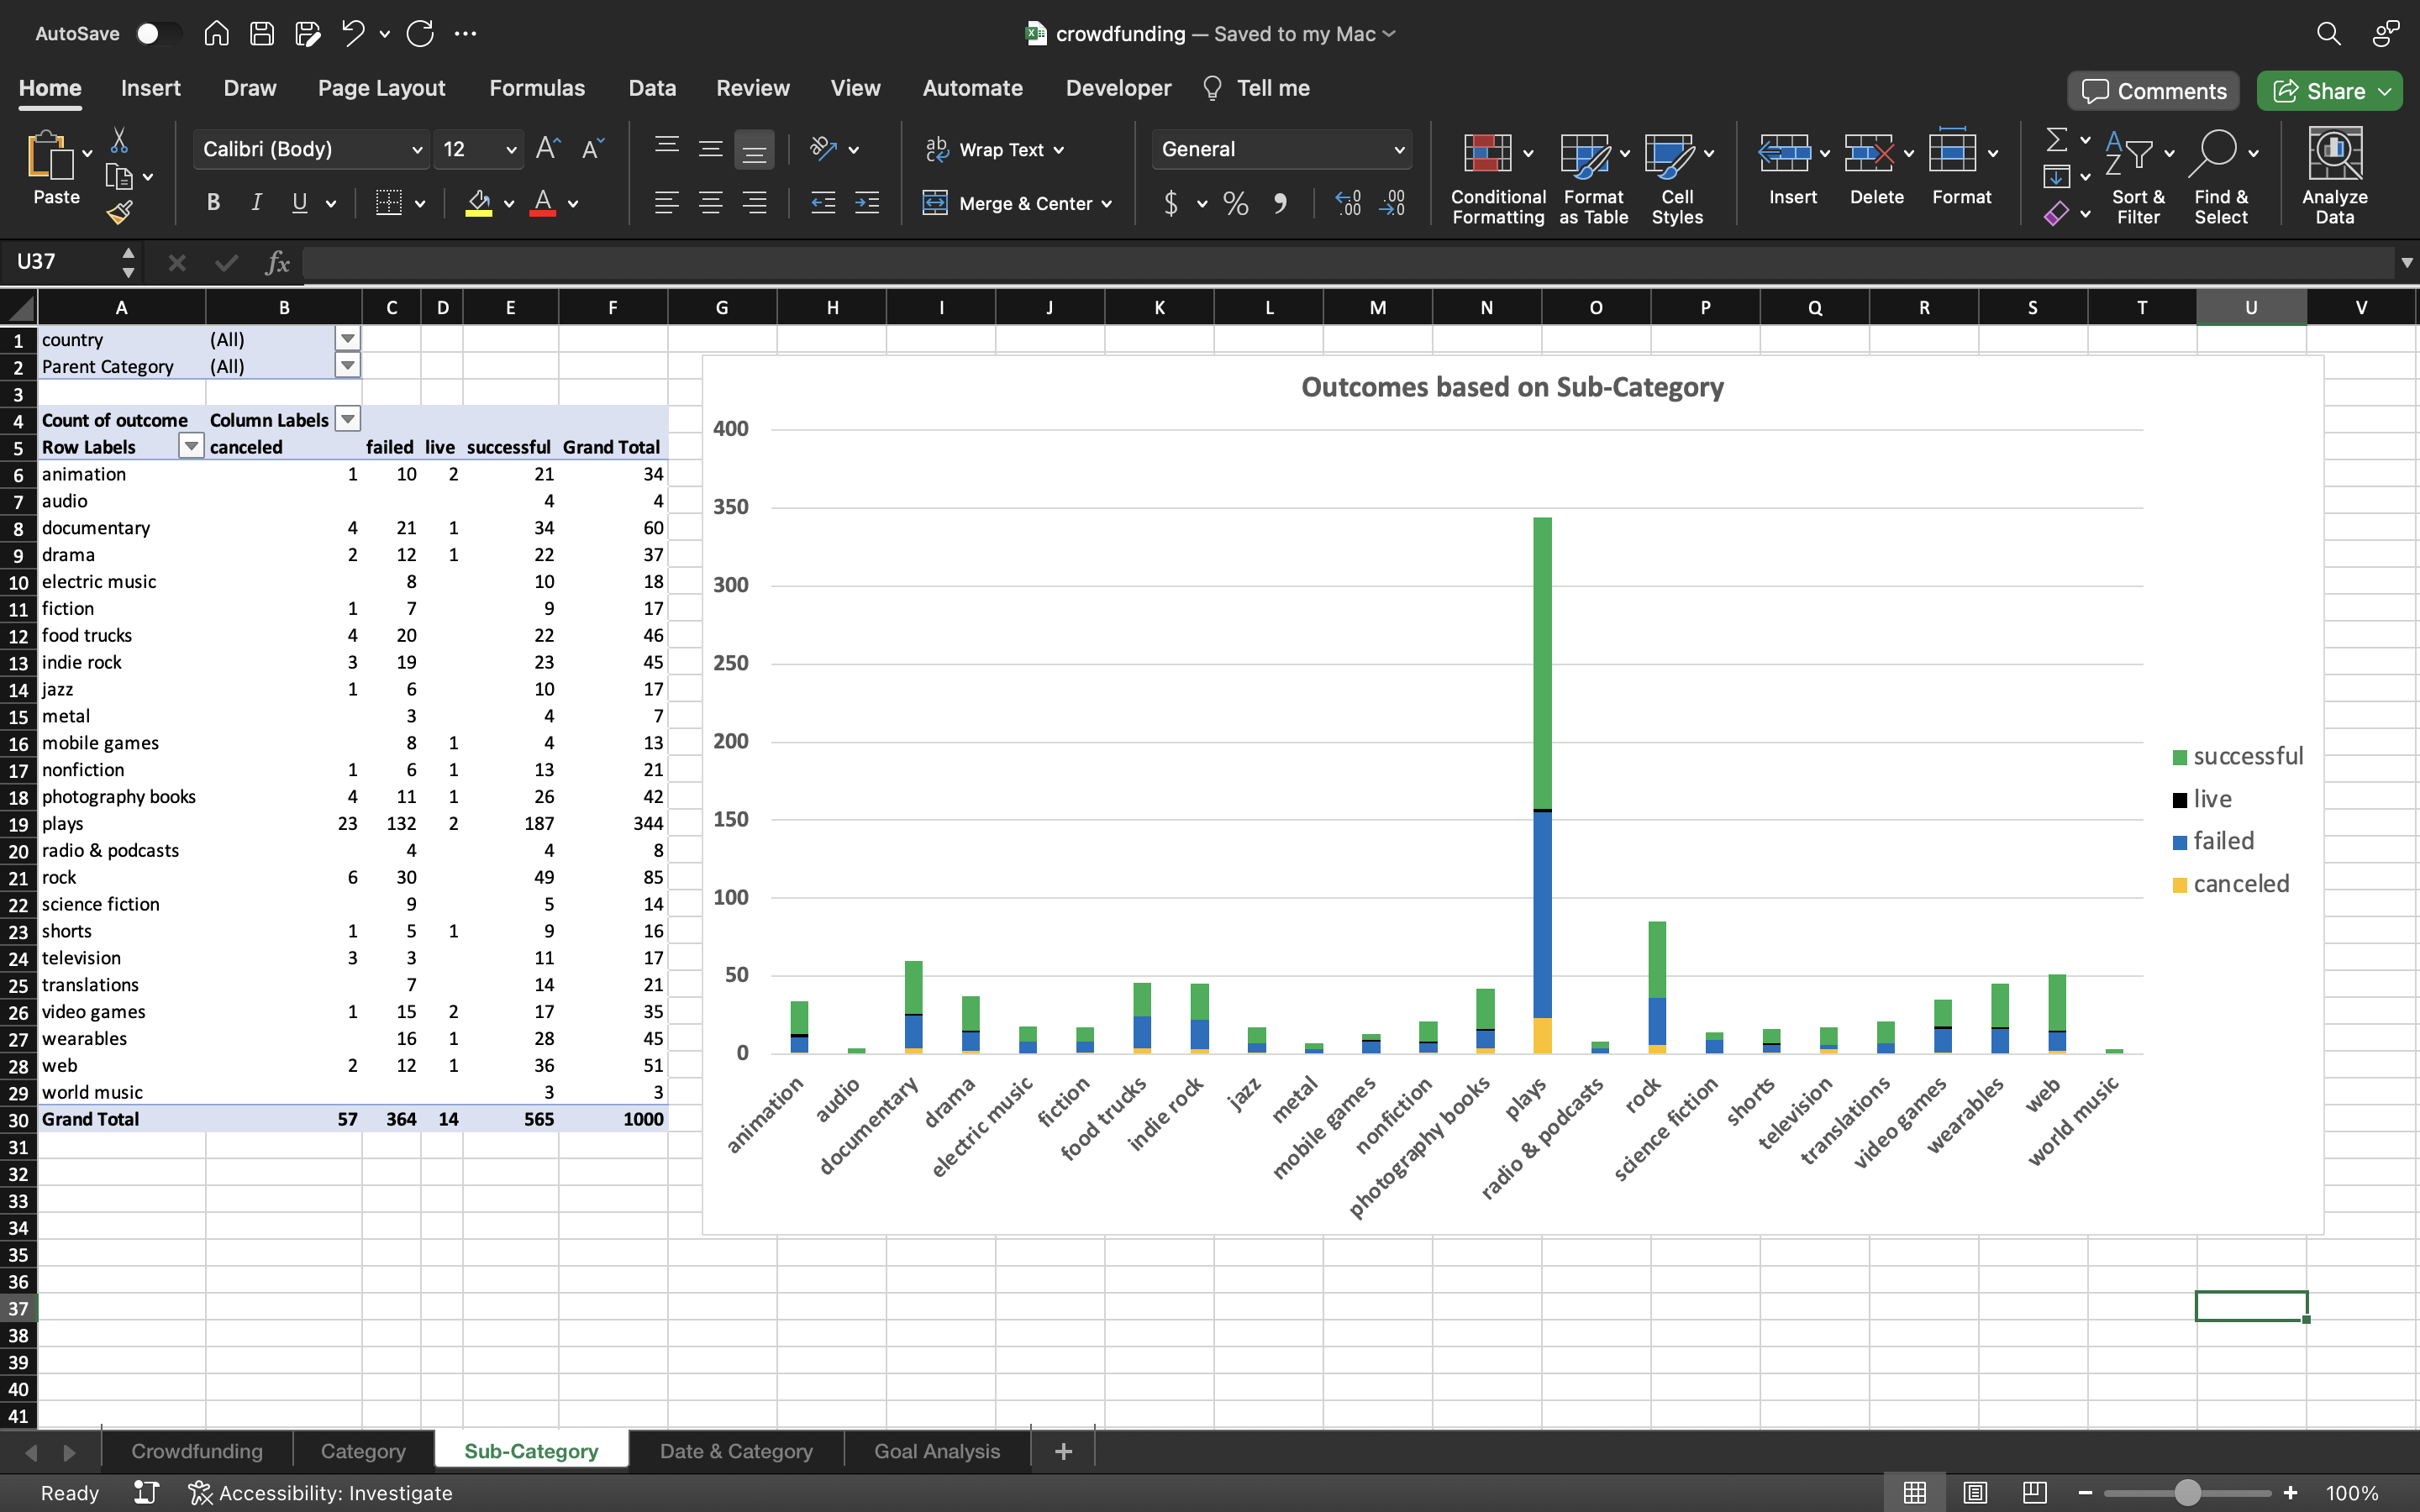 AutoSave
crowdfunding — Saved to my Mac
Home Insert Draw Page Layout Formulas Data Review View Automate Developer Tell me
Comments Share
Paste
Calibri (Body) 12
Wrap Text
General
B I U
Merge & Center
$ % 9
Conditional Formatting
Format as Table
Cell Styles
Insert
Delete
Format
Sort & Filter
Find & Select
Analyze Data
U37 fx
A B C D E F G H I J K L M N O P Q R S T U V
1 country (All)
2 Parent Category (All)
3
4 Count of outcome Column Labels
5 Row Labels canceled failed live successful Grand Total
6 animation 1 10 2 21 34
7 audio 4 4
8 documentary 4 21 1 34 60
9 drama 2 12 1 22 37
10 electric music 8 10 18
11 fiction 1 7 9 17
12 food trucks 4 20 22 46
13 indie rock 3 19 23 45
14 jazz 1 6 10 17
15 metal 3 4 7
16 mobile games 8 1 4 13
17 nonfiction 1 6 1 13 21
18 photography books 4 11 1 26 42
19 plays 23 132 2 187 344
20 radio & podcasts 4 4 8
21 rock 6 30 49 85
22 science fiction 9 5 14
23 shorts 1 5 1 9 16
24 television 3 3 11 17
25 translations 7 14 21
26 video games 1 15 2 17 35
27 wearables 16 1 28 45
28 web 2 12 1 36 51
29 world music 3 3
30 Grand Total 57 364 14 565 1000
31
32
33
34
35
36
37
38
39
40
41
Outcomes based on Sub-Category
400
350
300
250
200
150
100
50
0
animation audio documentary drama electric music fiction food trucks indie rock jazz metal mobile games nonfiction photography books plays radio & podcasts rock science fiction shorts television translations video games wearables web world music
successful
live
failed
canceled
Crowdfunding Category Sub-Category Date & Category Goal Analysis +
Ready Accessibility: Investigate
100%